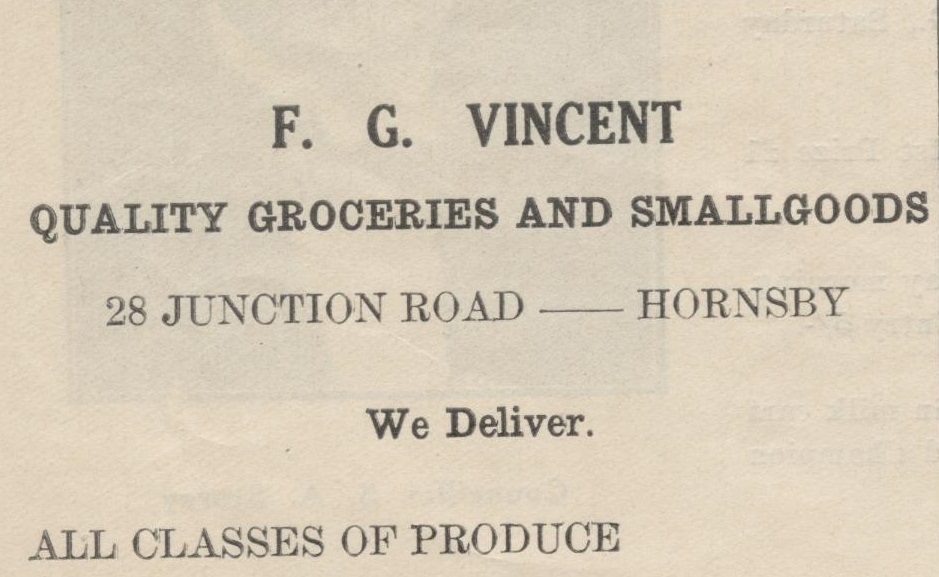 F. G. VINCENT
QUALITY GROCERIES AND SMALLGOODS
28 JUNCTION ROAD —— HORNSBY
We Deliver.
ALL CLASSES OF PRODUCE